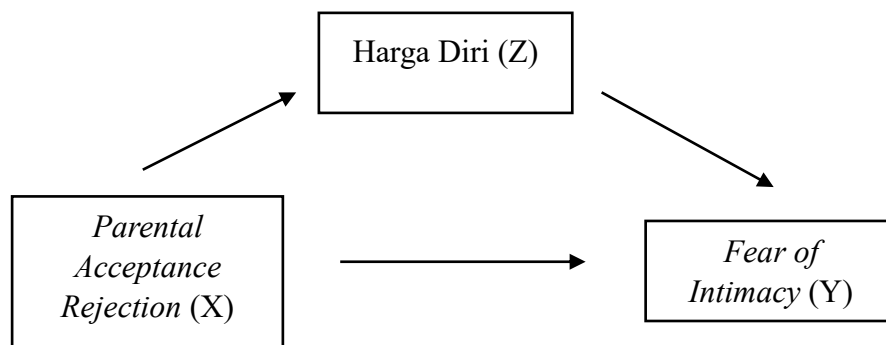 Harga Diri (Z)
Parental
Acceptance
Rejection (X)
Fear of
Intimacy (Y)